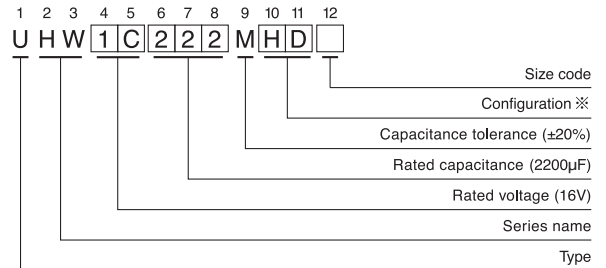 1 2 3 4 5 6 7 8 9 10 11 12
U H W 1 C 2 2 2 M H D
Size code
Configuration ※
Capacitance tolerance (±20%)
Rated capacitance (2200µF)
Rated voltage (16V)
Series name
Type